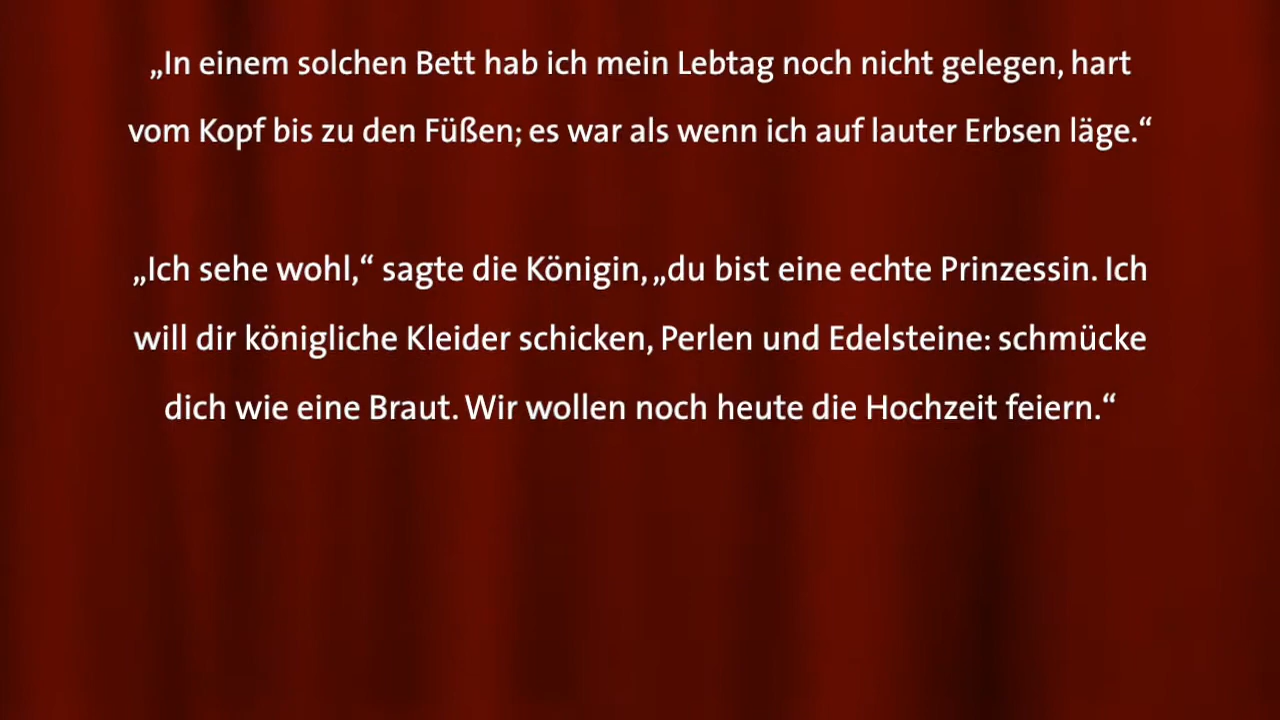 „In einem solchen Bett hab ich mein Lebtag noch nicht gelegen, hart
vom Kopf bis zu den Füßen; es war als wenn ich auf lauter Erbsen läge.“
„Ich sehe wohl,“ sagte die Königin, „du bist eine echte Prinzessin. Ich
will dir königliche Kleider schicken, Perlen und Edelsteine: schmücke
dich wie eine Braut. Wir wollen noch heute die Hochzeit feiern.“